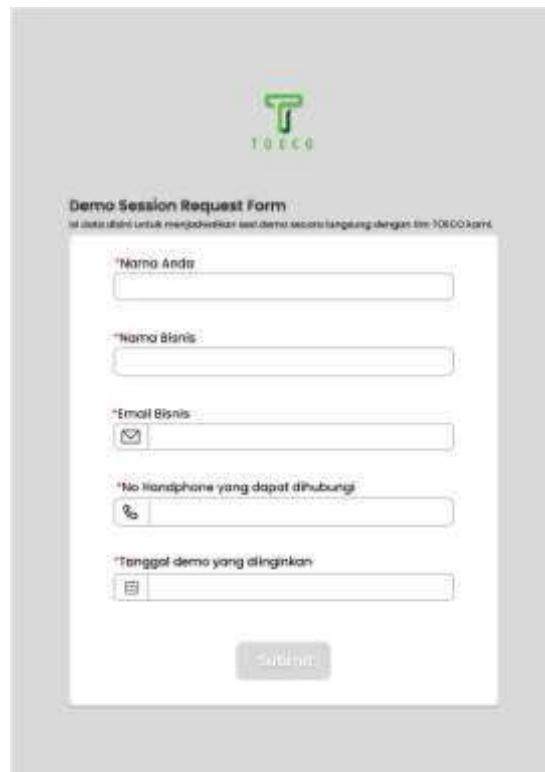 TOECO
Demo Session Request Form
Isi data disini untuk menjadwalkan sesi demo secara langsung dengan tim TOECO kami.
*Nama Anda
*Nama Bisnis
*Email Bisnis
*No Handphone yang dapat dihubungi
*Tanggal demo yang diinginkan
Submit